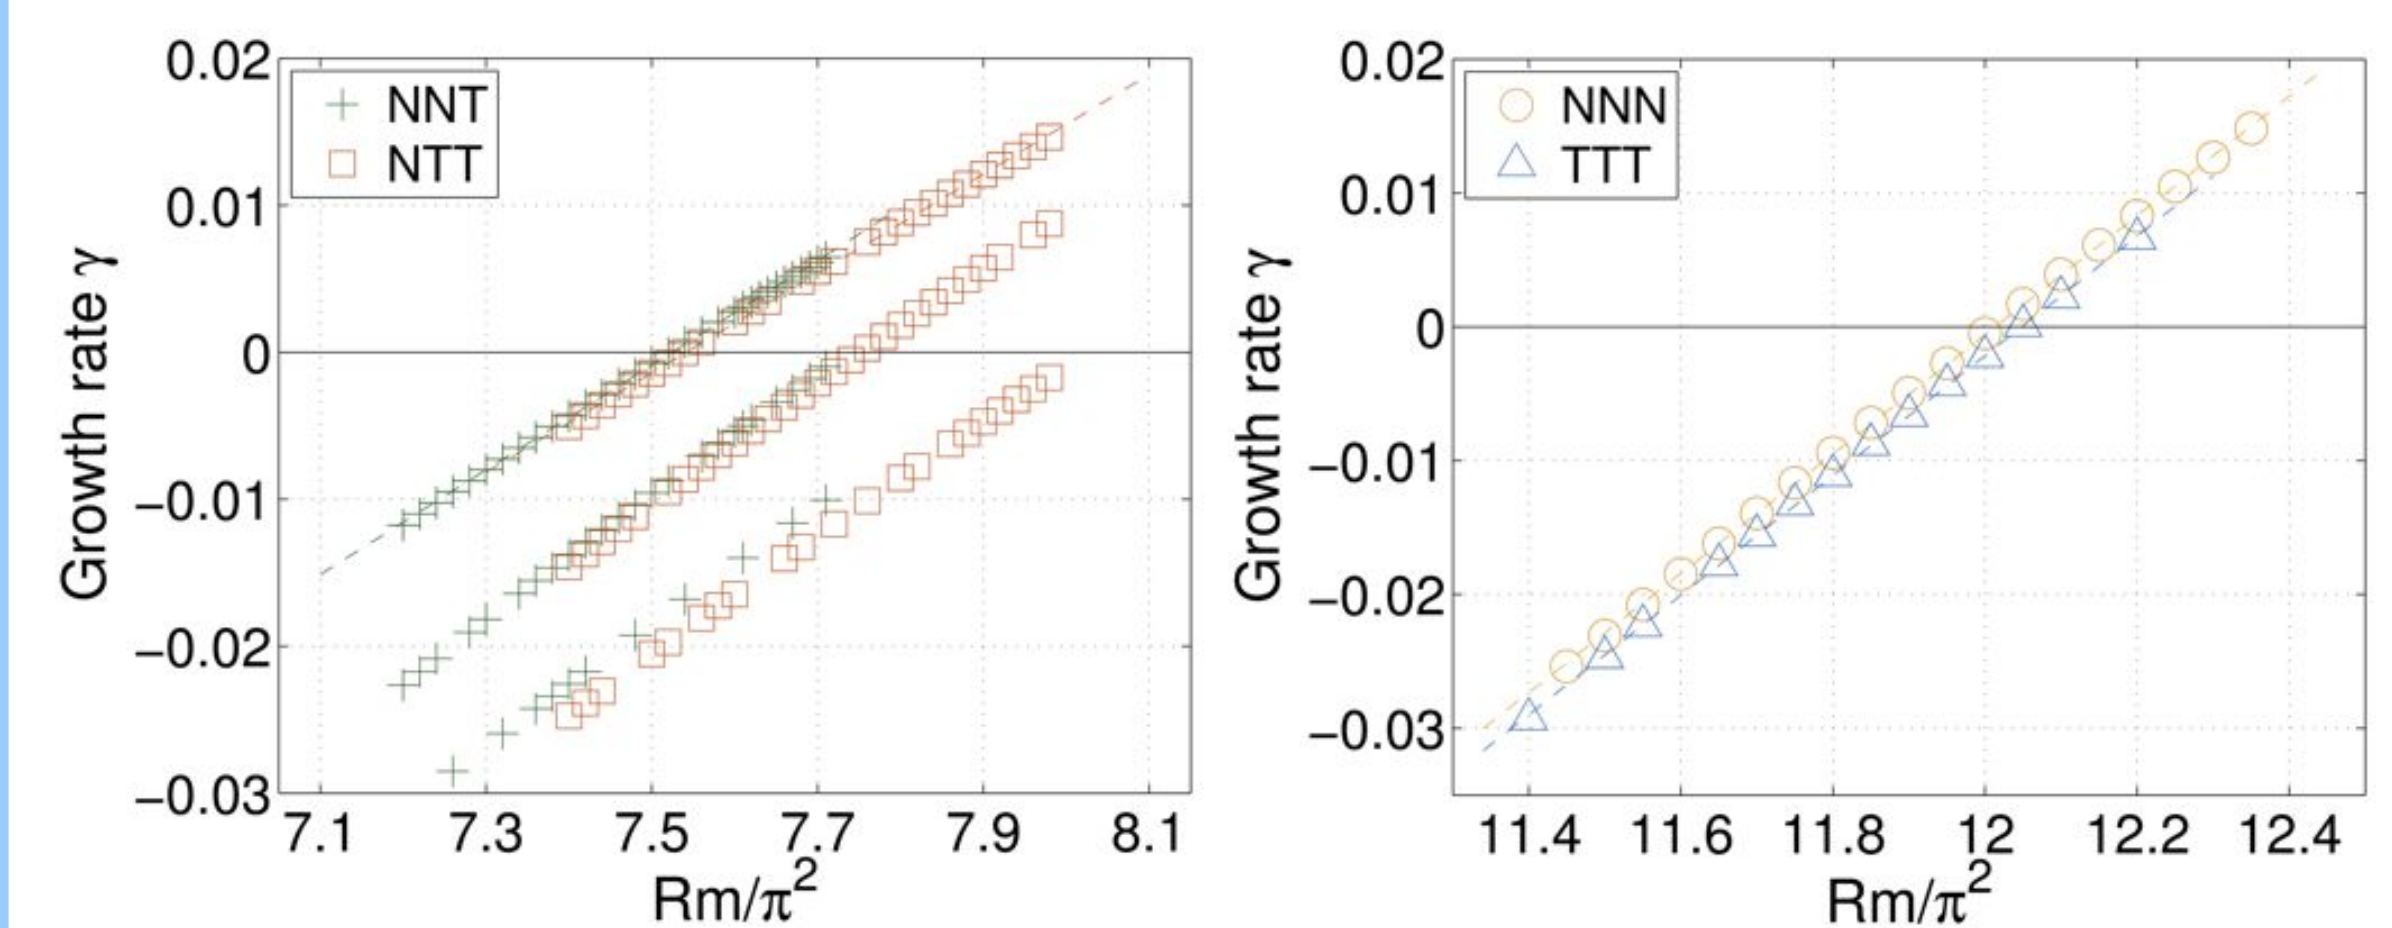 0.02
0.01
0
−0.01
−0.02
−0.03
Growth rate γ
NNT
NTT
7.1 7.3 7.5 7.7 7.9 8.1
Rm/π²
0.02
0.01
0
−0.01
−0.02
−0.03
Growth rate γ
NNN
TTT
11.4 11.6 11.8 12 12.2 12.4
Rm/π²